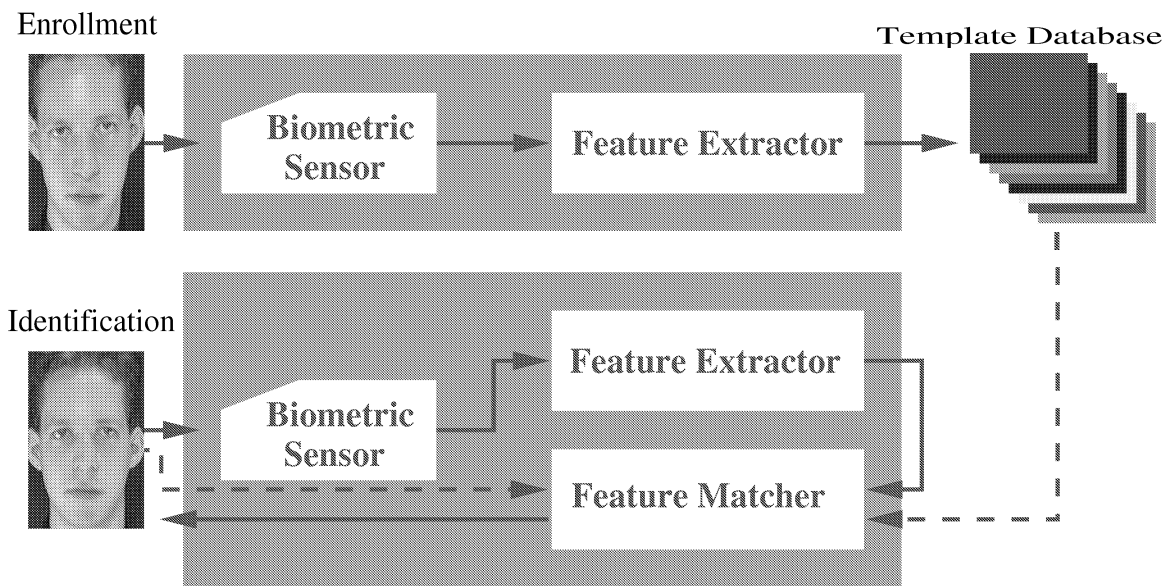 Enrollment
Template Database
Biometric
Sensor
Feature Extractor
Identification
Feature Extractor
Biometric
Sensor
Feature Matcher